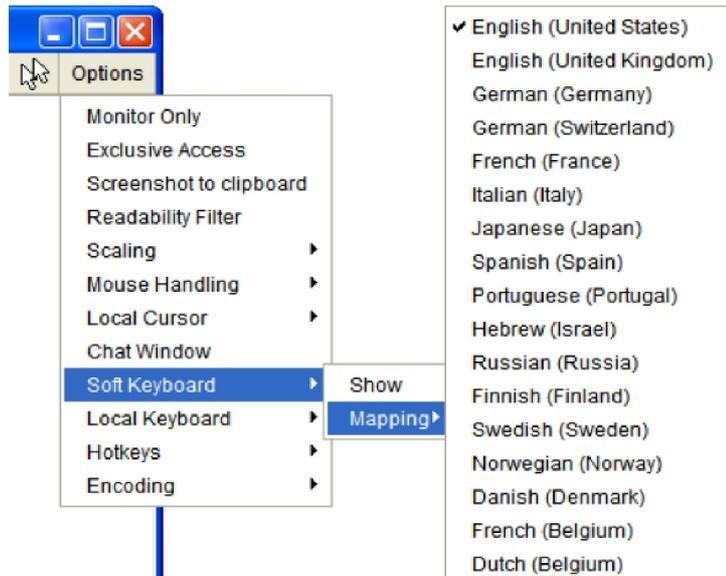 Options
Monitor Only
Exclusive Access
Screenshot to clipboard
Readability Filter
Scaling
Mouse Handling
Local Cursor
Chat Window
Soft Keyboard
Local Keyboard
Hotkeys
Encoding
Show
Mapping
English (United States)
English (United Kingdom)
German (Germany)
German (Switzerland)
French (France)
Italian (Italy)
Japanese (Japan)
Spanish (Spain)
Portuguese (Portugal)
Hebrew (Israel)
Russian (Russia)
Finnish (Finland)
Swedish (Sweden)
Norwegian (Norway)
Danish (Denmark)
French (Belgium)
Dutch (Belgium)